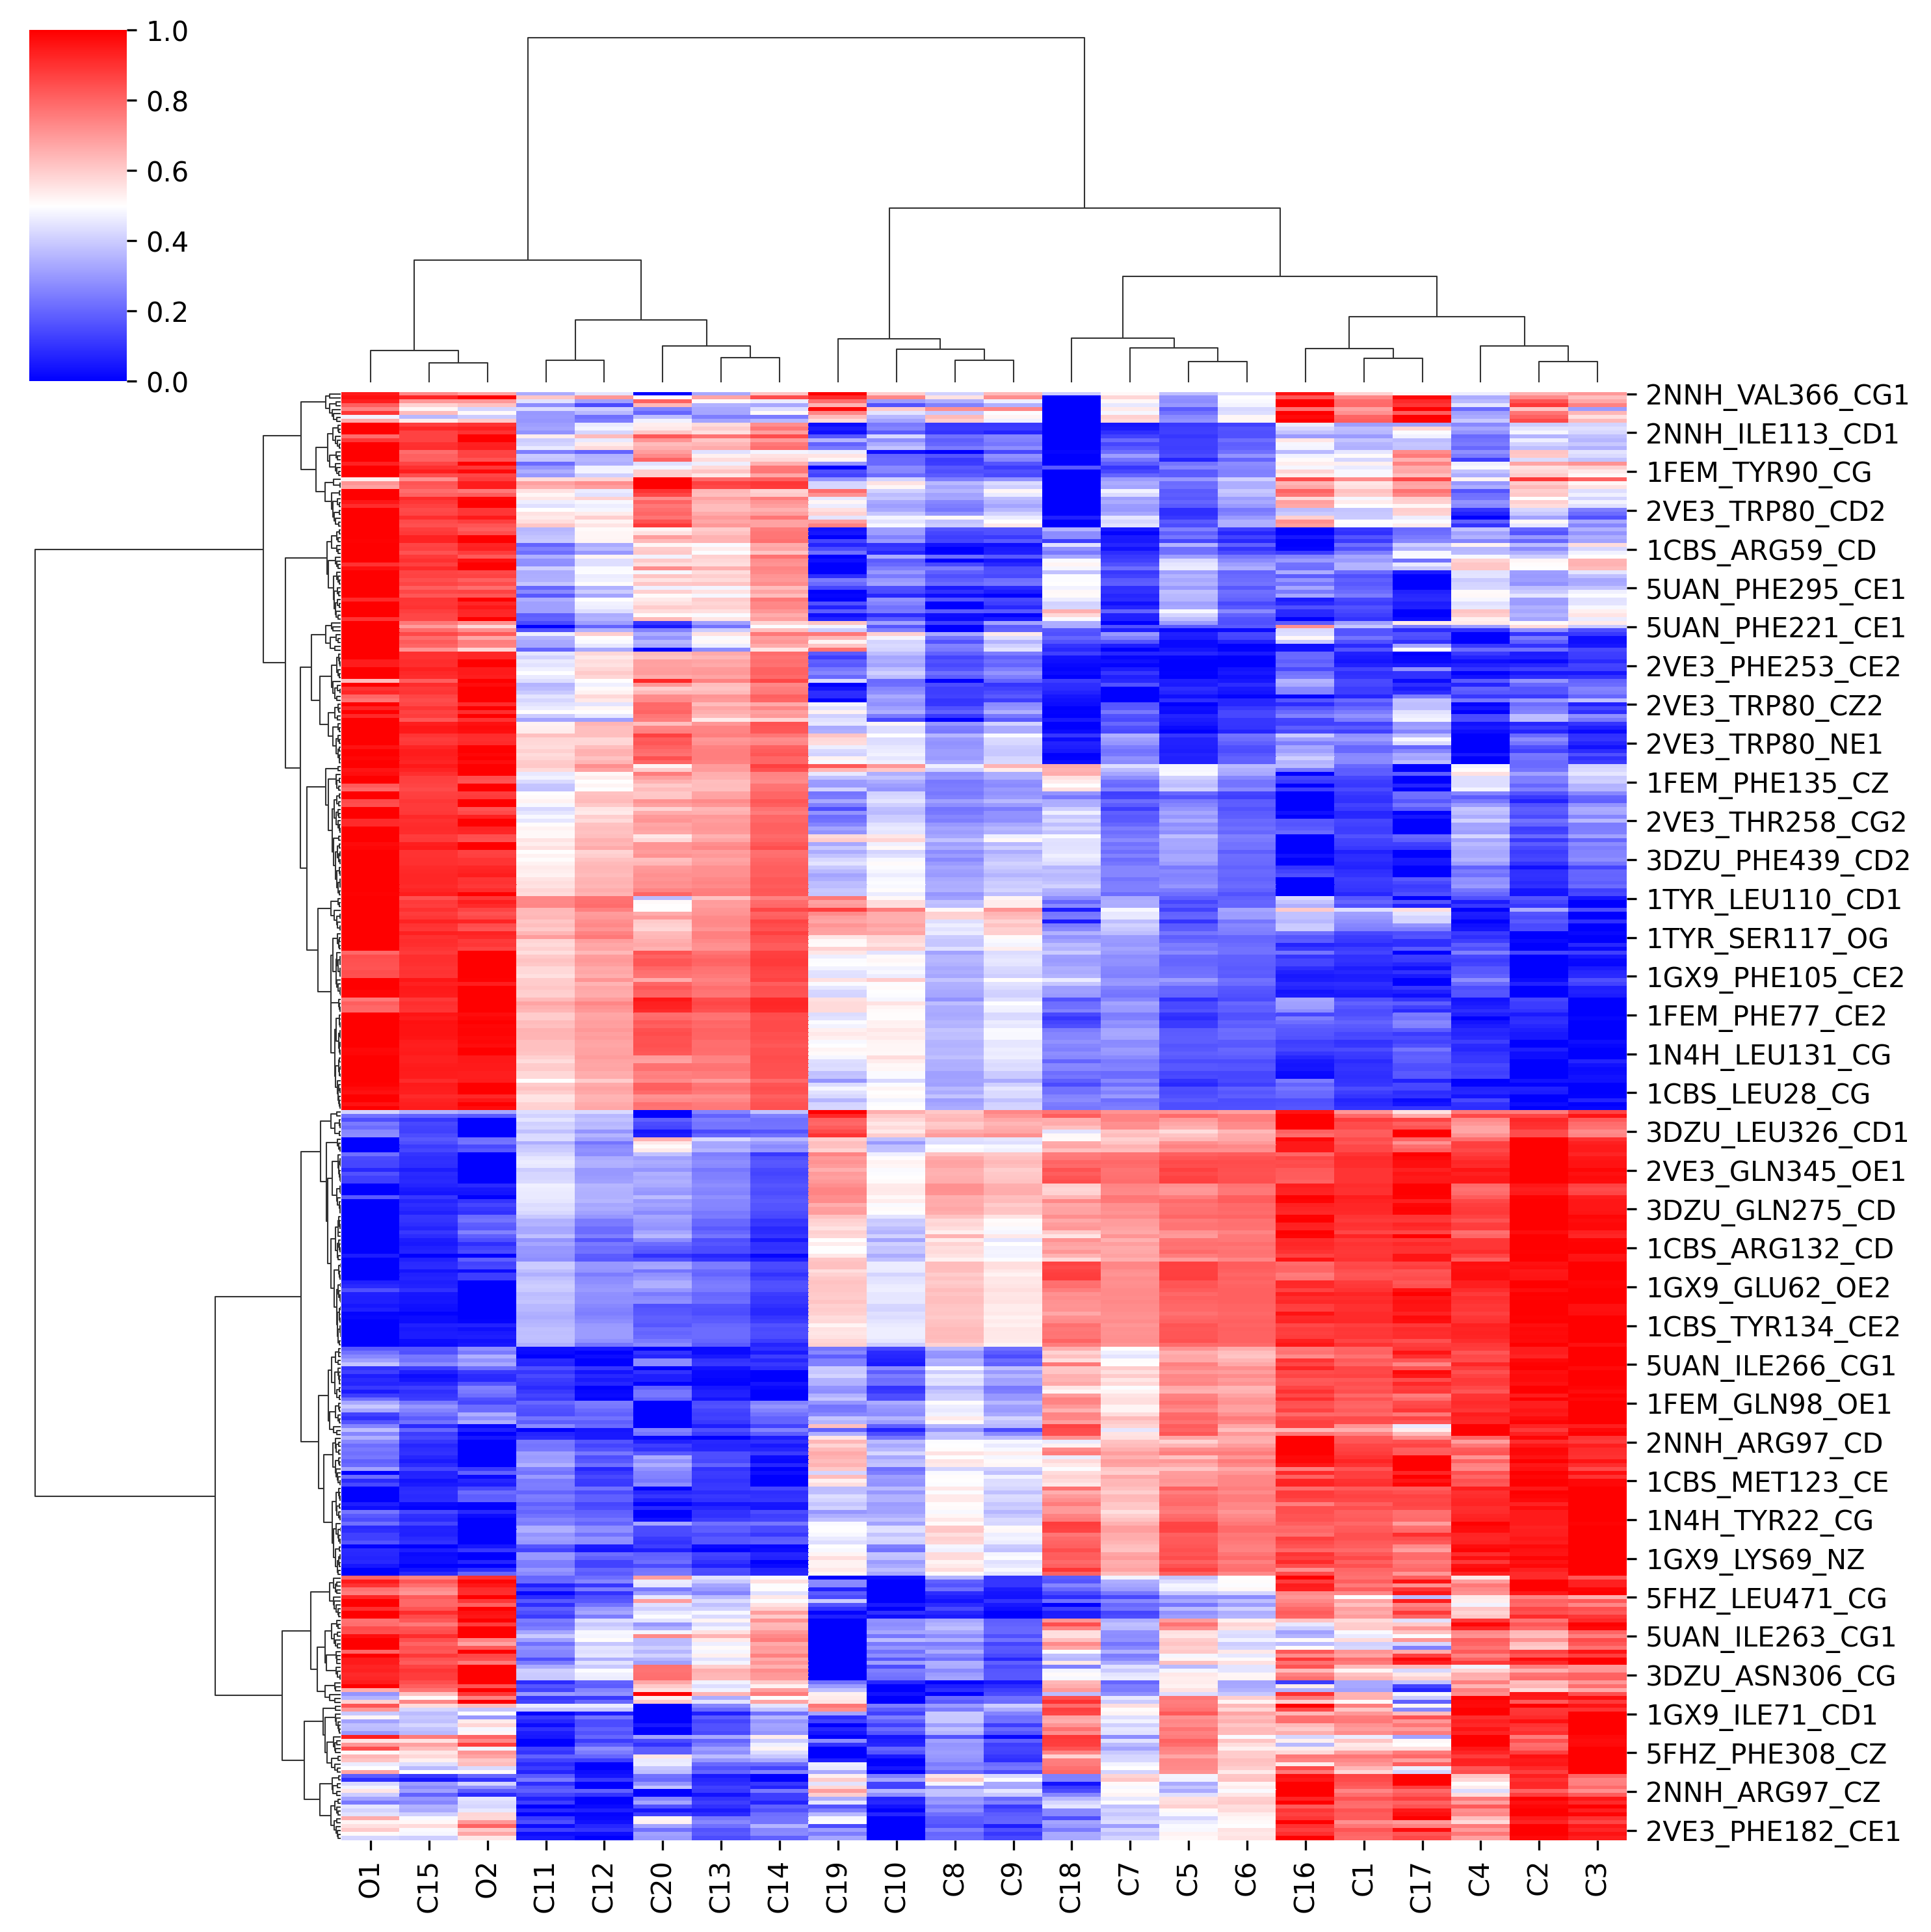 1.0
0.8
0.6
0.4
0.2
0.0
2NNH_VAL366_CG1
2NNH_ILE113_CD1
1FEM_TYR90_CG
2VE3_TRP80_CD2
1CBS_ARG59_CD
5UAN_PHE295_CE1
5UAN_PHE221_CE1
2VE3_PHE253_CE2
2VE3_TRP80_CZ2
2VE3_TRP80_NE1
1FEM_PHE135_CZ
2VE3_THR258_CG2
3DZU_PHE439_CD2
1TYR_LEU110_CD1
1TYR_SER117_OG
1GX9_PHE105_CE2
1FEM_PHE77_CE2
1N4H_LEU131_CG
1CBS_LEU28_CG
3DZU_LEU326_CD1
2VE3_GLN345_OE1
3DZU_GLN275_CD
1CBS_ARG132_CD
1GX9_GLU62_OE2
1CBS_TYR134_CE2
5UAN_ILE266_CG1
1FEM_GLN98_OE1
2NNH_ARG97_CD
1CBS_MET123_CE
1N4H_TYR22_CG
1GX9_LYS69_NZ
5FHZ_LEU471_CG
5UAN_ILE263_CG1
3DZU_ASN306_CG
1GX9_ILE71_CD1
5FHZ_PHE308_CZ
2NNH_ARG97_CZ
2VE3_PHE182_CE1
O1
C15
O2
C11
C12
C20
C13
C14
C19
C10
C8
C9
C18
C7
C5
C6
C16
C1
C17
C4
C2
C3